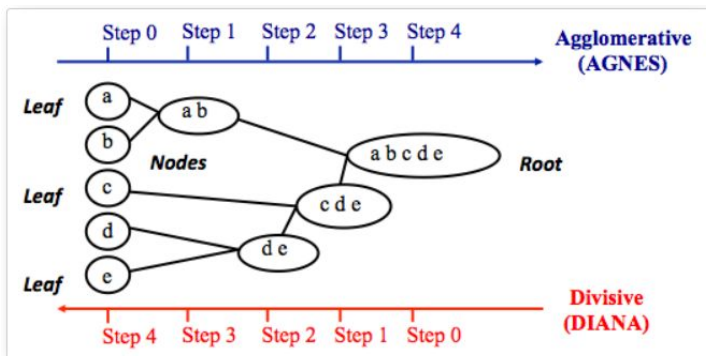 Step 0 Step 1 Step 2 Step 3 Step 4
Agglomerative
(AGNES)
Leaf
a
a b
b
Nodes
a b c d e
Root
Leaf
c
c d e
d
d e
Leaf
e
Divisive
(DIANA)
Step 4 Step 3 Step 2 Step 1 Step 0